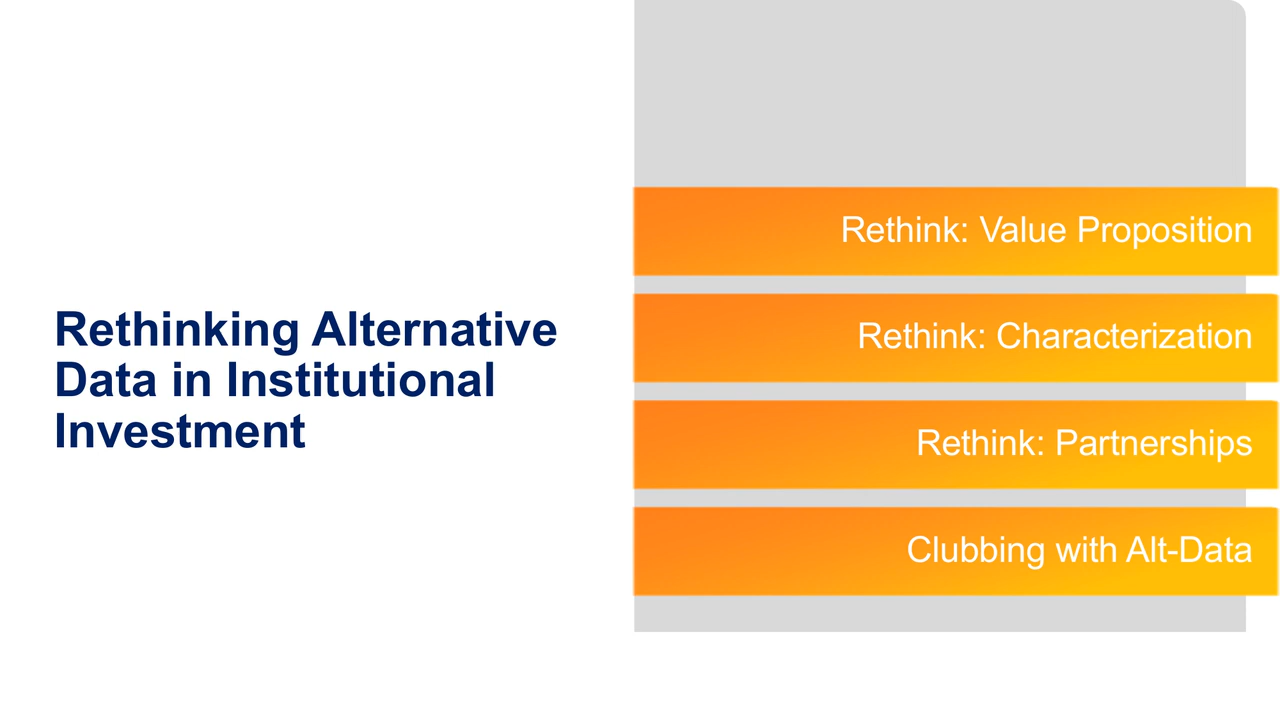 Rethinking Alternative
Data in Institutional
Investment
Rethink: Value Proposition
Rethink: Characterization
Rethink: Partnerships
Clubbing with Alt-Data